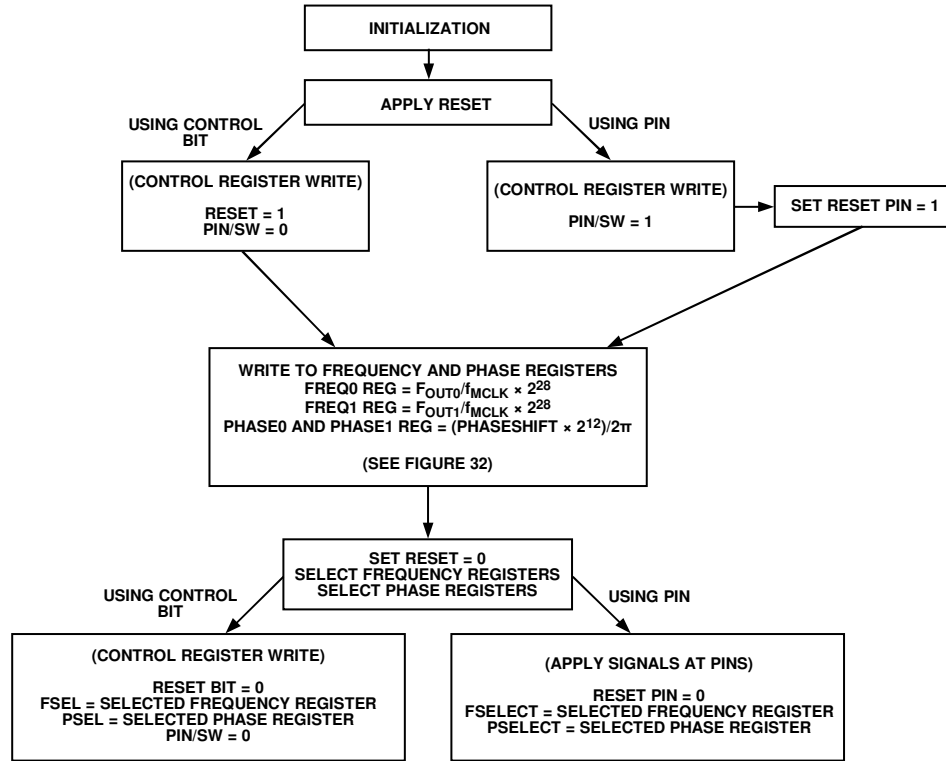 INITIALIZATION
APPLY RESET
USING CONTROL
BIT
USING PIN
(CONTROL REGISTER WRITE)
RESET = 1
PIN/SW = 0
(CONTROL REGISTER WRITE)
PIN/SW = 1
SET RESET PIN = 1
WRITE TO FREQUENCY AND PHASE REGISTERS
FREQ0 REG = F_OUT0/f_MCLK × 2^28
FREQ1 REG = F_OUT1/f_MCLK × 2^28
PHASE0 AND PHASE1 REG = (PHASESHIFT × 2^12)/2π
(SEE FIGURE 32)
SET RESET = 0
SELECT FREQUENCY REGISTERS
SELECT PHASE REGISTERS
USING CONTROL
BIT
USING PIN
(CONTROL REGISTER WRITE)
RESET BIT = 0
FSEL = SELECTED FREQUENCY REGISTER
PSEL = SELECTED PHASE REGISTER
PIN/SW = 0
(APPLY SIGNALS AT PINS)
RESET PIN = 0
FSELECT = SELECTED FREQUENCY REGISTER
PSELECT = SELECTED PHASE REGISTER